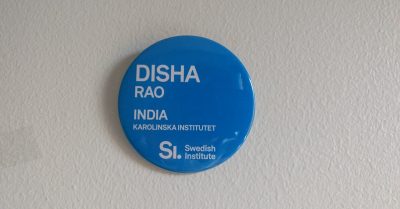 DISHA
RAO
INDIA
KAROLINSKA INSTITUTET
SI. Swedish
Institute